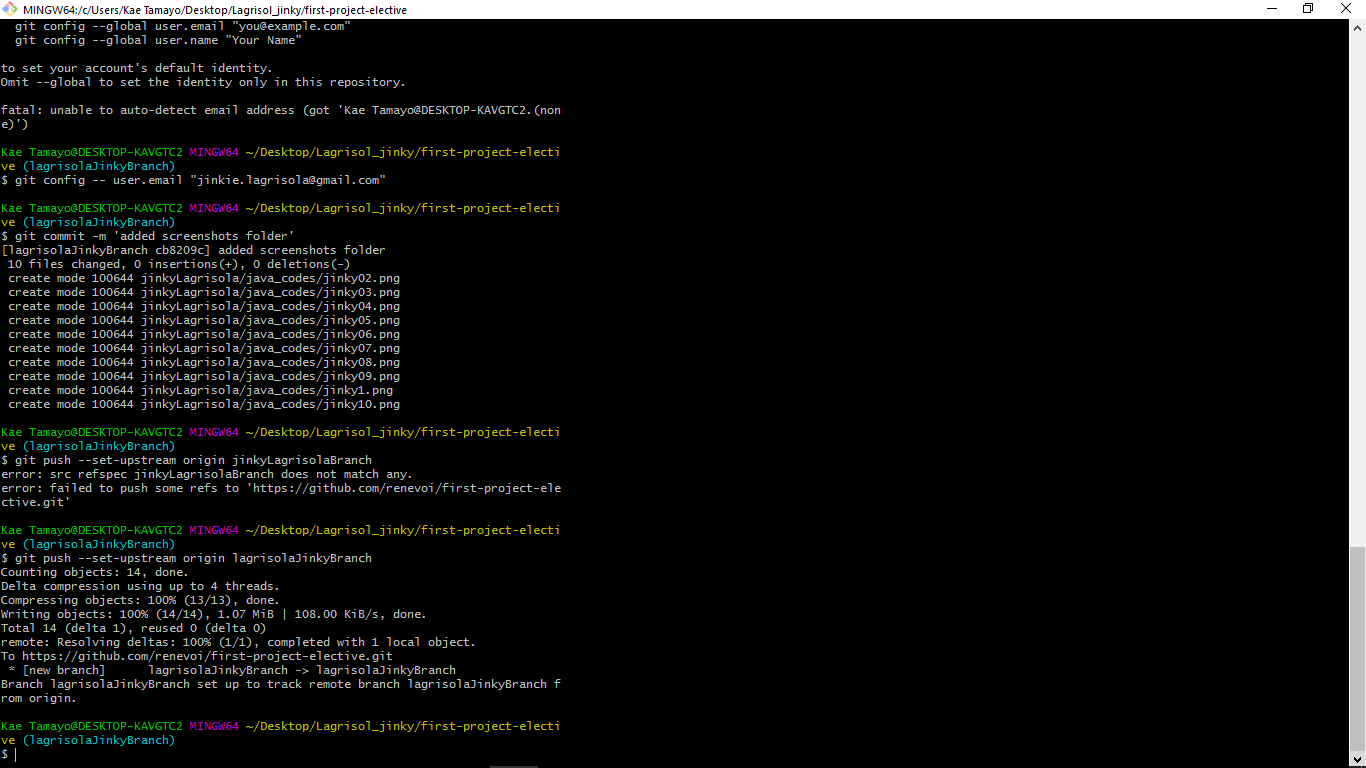 MINGW64:/c/Users/Kae Tamayo/Desktop/Lagrisol_jinky/first-project-elective
  git config --global user.email "you@example.com"
  git config --global user.name "Your Name"

to set your account's default identity.
Omit --global to set the identity only in this repository.

fatal: unable to auto-detect email address (got 'Kae Tamayo@DESKTOP-KAVGTC2.(non
e)')

Kae Tamayo@DESKTOP-KAVGTC2 MINGW64 ~/Desktop/Lagrisol_jinky/first-project-electi
ve (lagrisolaJinkyBranch)
$ git config -- user.email "jinkie.lagrisola@gmail.com"

Kae Tamayo@DESKTOP-KAVGTC2 MINGW64 ~/Desktop/Lagrisol_jinky/first-project-electi
ve (lagrisolaJinkyBranch)
$ git commit -m 'added screenshots folder'
[lagrisolaJinkyBranch cb8209c] added screenshots folder
 10 files changed, 0 insertions(+), 0 deletions(-)
 create mode 100644 jinkyLagrisola/java_codes/jinky02.png
 create mode 100644 jinkyLagrisola/java_codes/jinky03.png
 create mode 100644 jinkyLagrisola/java_codes/jinky04.png
 create mode 100644 jinkyLagrisola/java_codes/jinky05.png
 create mode 100644 jinkyLagrisola/java_codes/jinky06.png
 create mode 100644 jinkyLagrisola/java_codes/jinky07.png
 create mode 100644 jinkyLagrisola/java_codes/jinky08.png
 create mode 100644 jinkyLagrisola/java_codes/jinky09.png
 create mode 100644 jinkyLagrisola/java_codes/jinky1.png
 create mode 100644 jinkyLagrisola/java_codes/jinky10.png

Kae Tamayo@DESKTOP-KAVGTC2 MINGW64 ~/Desktop/Lagrisol_jinky/first-project-electi
ve (lagrisolaJinkyBranch)
$ git push --set-upstream origin jinkyLagrisolaBranch
error: src refspec jinkyLagrisolaBranch does not match any.
error: failed to push some refs to 'https://github.com/renevoi/first-project-ele
ctive.git'

Kae Tamayo@DESKTOP-KAVGTC2 MINGW64 ~/Desktop/Lagrisol_jinky/first-project-electi
ve (lagrisolaJinkyBranch)
$ git push --set-upstream origin lagrisolaJinkyBranch
Counting objects: 14, done.
Delta compression using up to 4 threads.
Compressing objects: 100% (13/13), done.
Writing objects: 100% (14/14), 1.07 MiB | 108.00 KiB/s, done.
Total 14 (delta 1), reused 0 (delta 0)
remote: Resolving deltas: 100% (1/1), completed with 1 local object.
To https://github.com/renevoi/first-project-elective.git
 * [new branch]      lagrisolaJinkyBranch -> lagrisolaJinkyBranch
Branch lagrisolaJinkyBranch set up to track remote branch lagrisolaJinkyBranch f
rom origin.

Kae Tamayo@DESKTOP-KAVGTC2 MINGW64 ~/Desktop/Lagrisol_jinky/first-project-electi
ve (lagrisolaJinkyBranch)
$